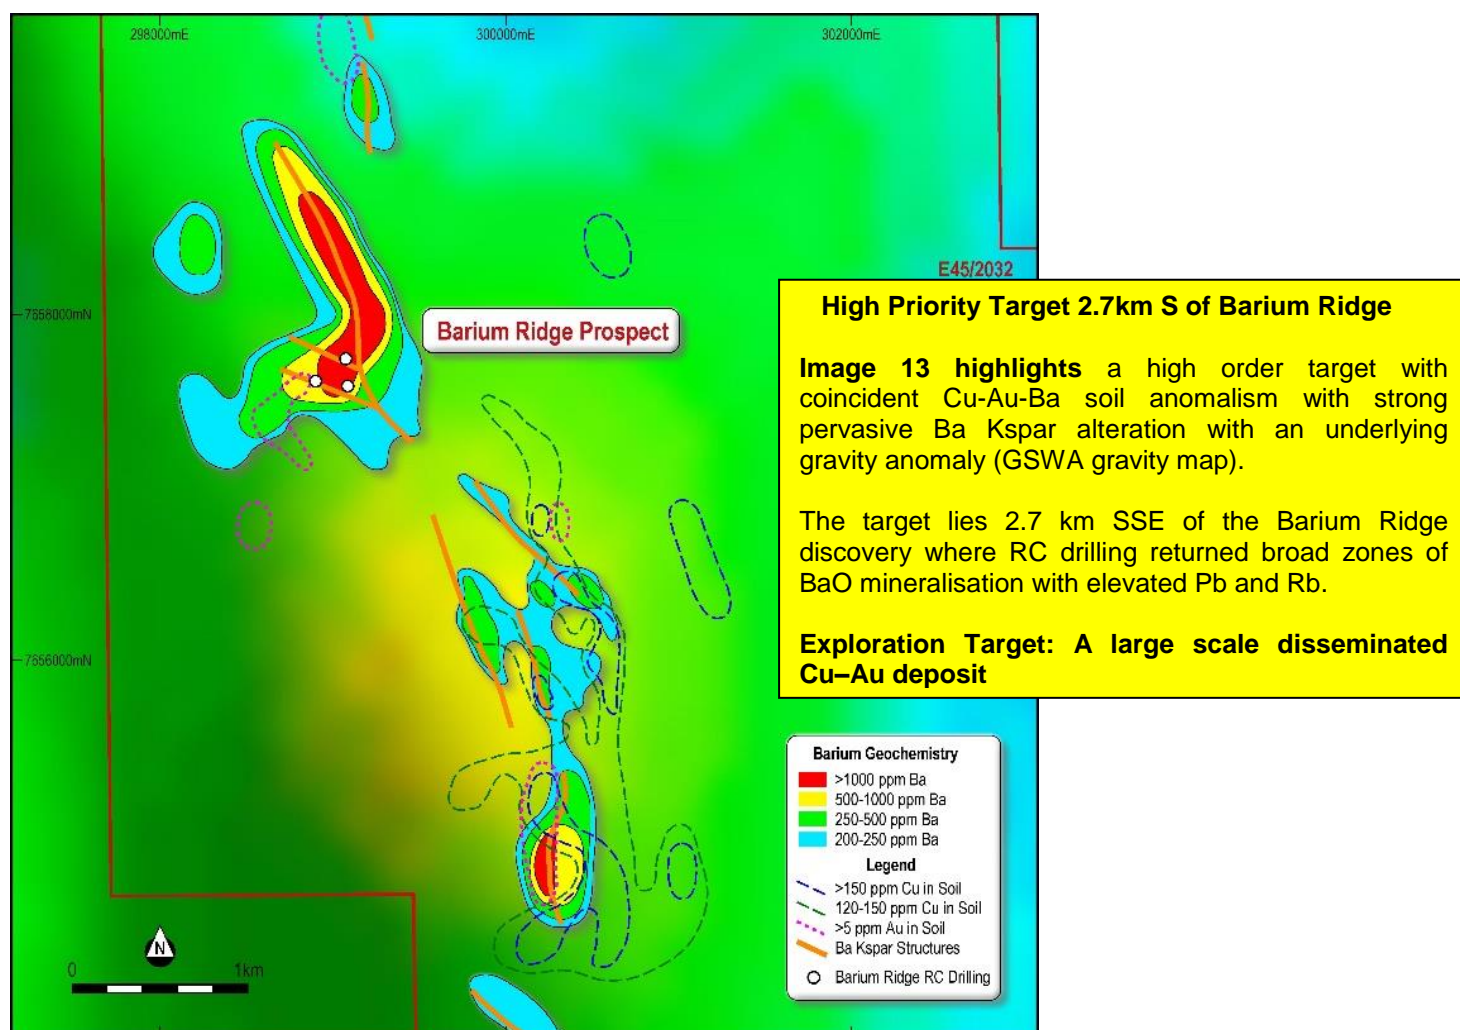 298000mE
300000mE
302000mE
E45/2032
7658000mN
Barium Ridge Prospect
High Priority Target 2.7km S of Barium Ridge
Image 13 highlights a high order target with
coincident Cu-Au-Ba soil anomalism with strong
pervasive Ba Kspar alteration with an underlying
gravity anomaly (GSWA gravity map).
The target lies 2.7 km SSE of the Barium Ridge
discovery where RC drilling returned broad zones of
BaO mineralisation with elevated Pb and Rb.
Exploration Target: A large scale disseminated
Cu–Au deposit
7656000mN
Barium Geochemistry
>1000 ppm Ba
500-1000 ppm Ba
250-500 ppm Ba
200-250 ppm Ba
Legend
>150 ppm Cu in Soil
120-150 ppm Cu in Soil
>5 ppm Au in Soil
Ba Kspar Structures
Barium Ridge RC Drilling
N
0 1km